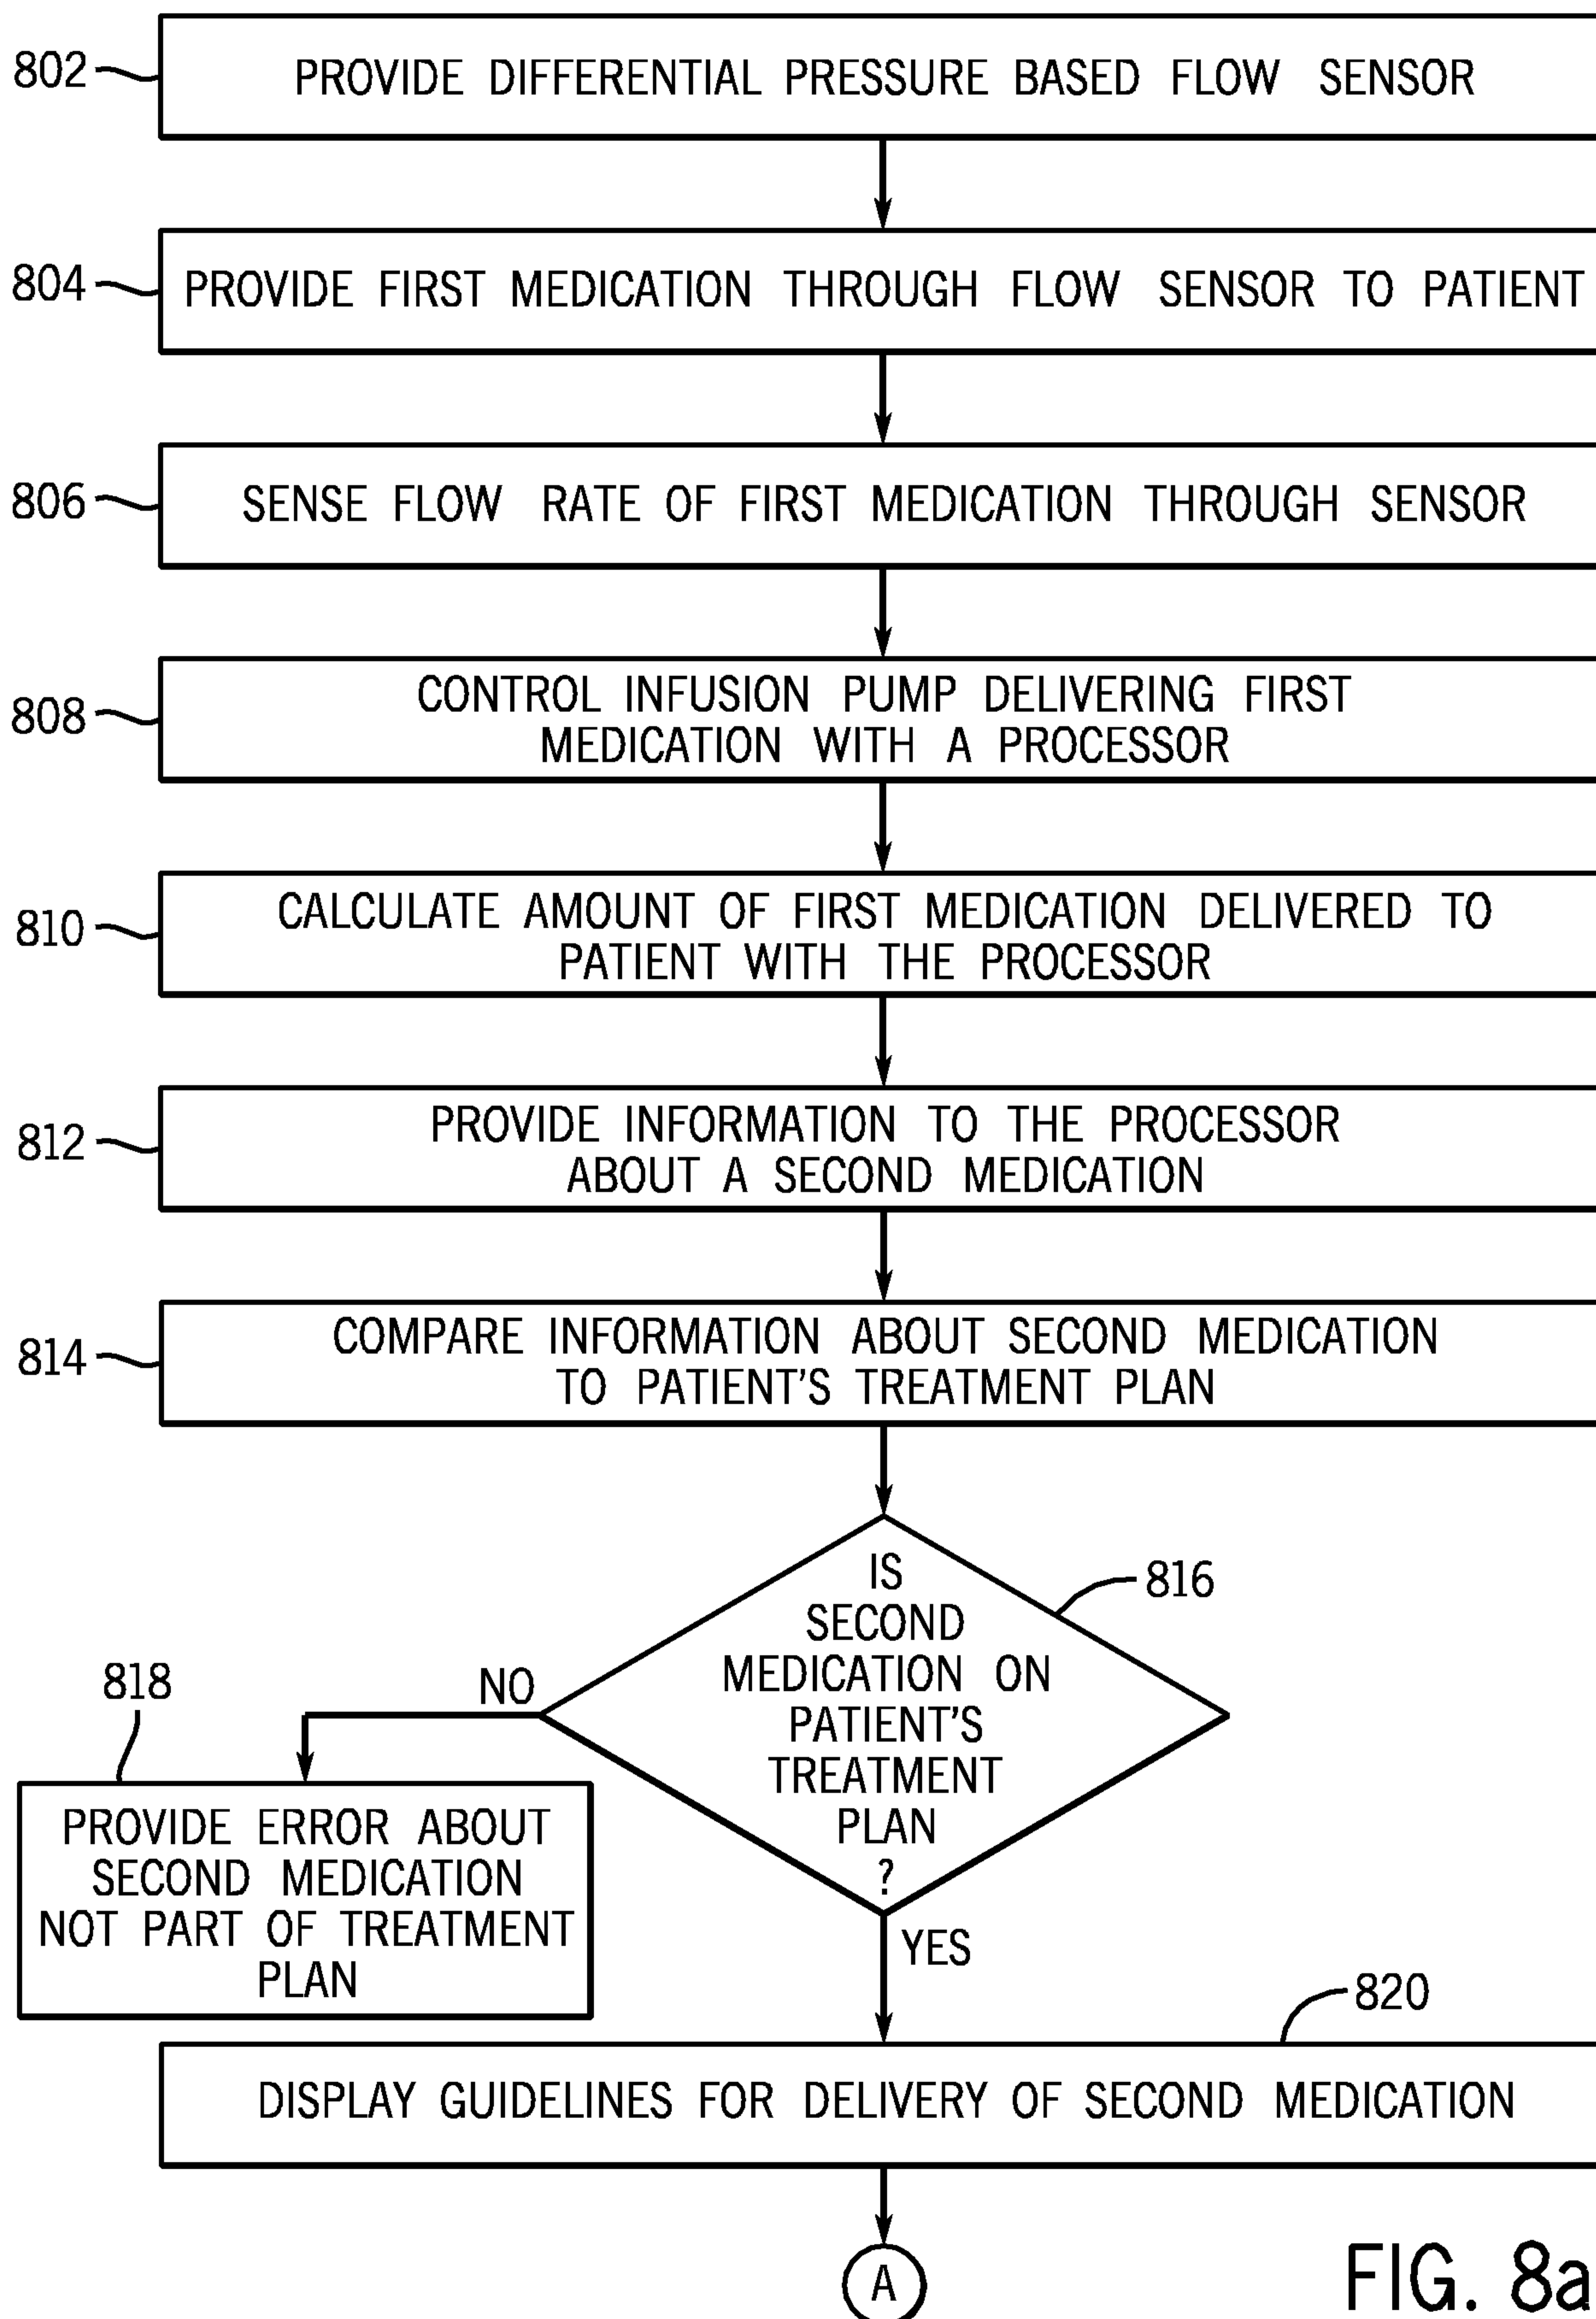 802
PROVIDE DIFFERENTIAL PRESSURE BASED FLOW SENSOR
804
PROVIDE FIRST MEDICATION THROUGH FLOW SENSOR TO PATIENT
806
SENSE FLOW RATE OF FIRST MEDICATION THROUGH SENSOR
808
CONTROL INFUSION PUMP DELIVERING FIRST
MEDICATION WITH A PROCESSOR
810
CALCULATE AMOUNT OF FIRST MEDICATION DELIVERED TO
PATIENT WITH THE PROCESSOR
812
PROVIDE INFORMATION TO THE PROCESSOR
ABOUT A SECOND MEDICATION
814
COMPARE INFORMATION ABOUT SECOND MEDICATION
TO PATIENT'S TREATMENT PLAN
816
IS
SECOND
MEDICATION ON
PATIENT'S
TREATMENT
PLAN
?
NO
818
PROVIDE ERROR ABOUT
SECOND MEDICATION
NOT PART OF TREATMENT
PLAN
YES
820
DISPLAY GUIDELINES FOR DELIVERY OF SECOND MEDICATION
A
FIG. 8a